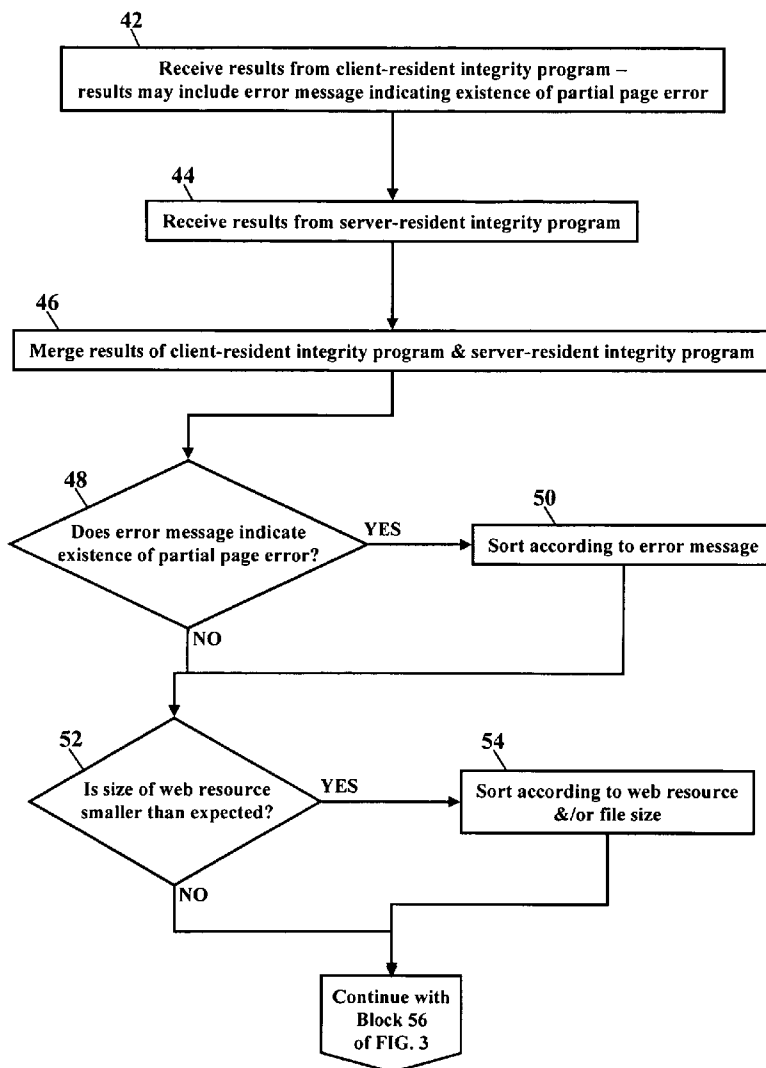 42
Receive results from client-resident integrity program –
results may include error message indicating existence of partial page error
44
Receive results from server-resident integrity program
46
Merge results of client-resident integrity program & server-resident integrity program
48
Does error message indicate
existence of partial page error?
YES
50
Sort according to error message
NO
52
Is size of web resource
smaller than expected?
YES
54
Sort according to web resource
&/or file size
NO
Continue with
Block 56
of FIG. 3